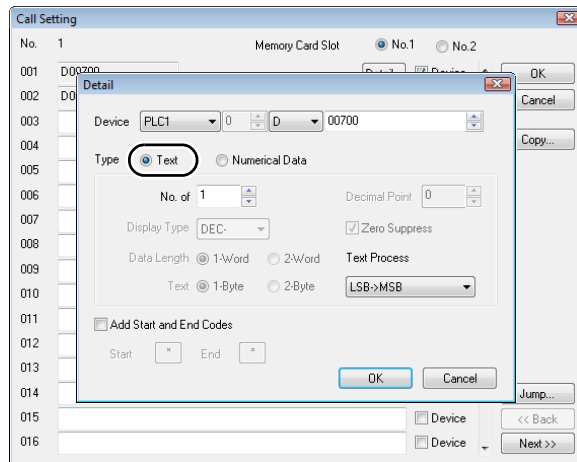 Call Setting
No. 1 Memory Card Slot No.1 No.2
001 D00700 Detail... Device OK
Detail
002 D0 Cancel
003 Device PLC1 0 D 00700
004 Copy...
Type Text Numerical Data
005
006 No. of 1 Decimal Point 0
007 Display Type DEC- Zero Suppress
008
009 Data Length 1-Word 2-Word Text Process
010 Text 1-Byte 2-Byte LSB->MSB
011 Add Start and End Codes
012 Start * End *
013 OK Cancel
014 Jump...
015 Device << Back
016 Device Next >>